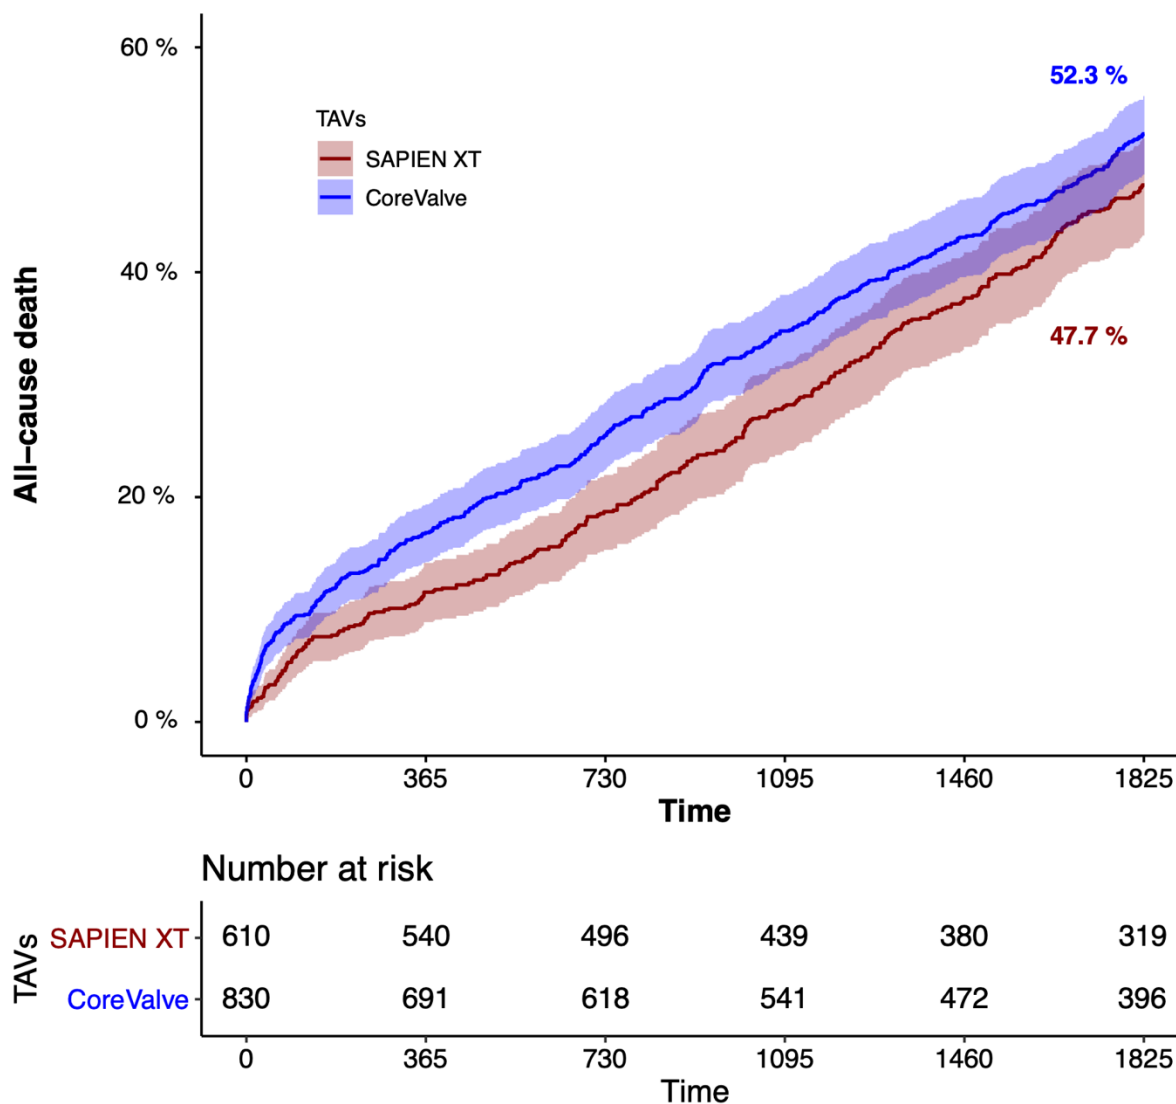 60 %
52.3 %
TAVs
SAPIEN XT
CoreValve
40 %
47.7 %
All–cause death
20 %
0 %
0 365 730 1095 1460 1825
Time
Number at risk
TAVs
SAPIEN XT 610 540 496 439 380 319
CoreValve 830 691 618 541 472 396
0 365 730 1095 1460 1825
Time